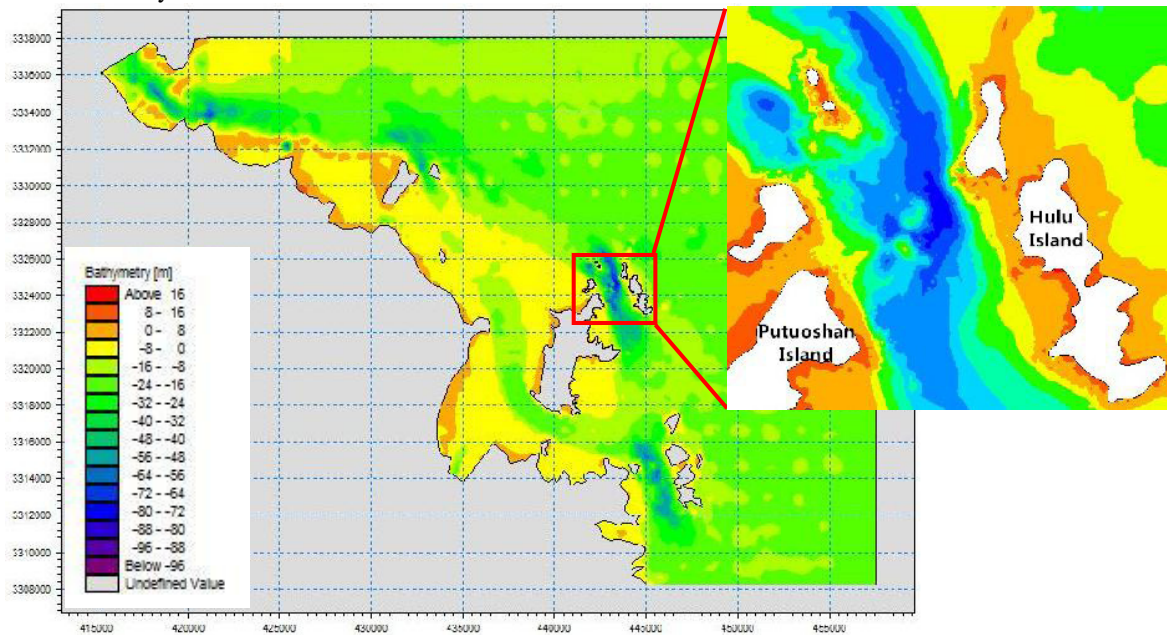 3338000
3336000
3334000
3332000
3330000
3328000
3326000
3324000
3322000
3320000
3318000
3316000
3314000
3312000
3310000
3308000
Hulu
Island
Putuoshan
Island
Bathymetry [m]
Above 16
8 - 16
0 - 8
-8 - 0
-16 - -8
-24 - -16
-32 - -24
-40 - -32
-48 - -40
-56 - -48
-64 - -56
-72 - -64
-80 - -72
-88 - -80
-96 - -88
Below -96
Undefined Value
415000 420000 425000 430000 435000 440000 445000 450000 455000